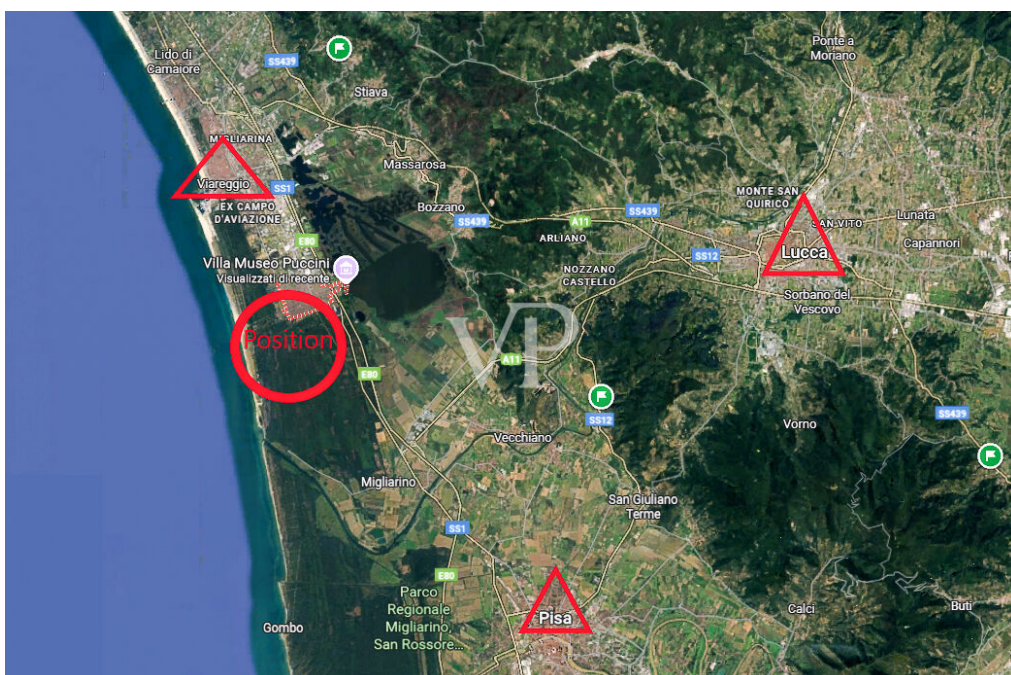 Lido di
Camaiore
SS439
Ponte a
Moriano
Stiava
MIGLIARINA
Massarosa
Viareggio
SS1
MONTE SAN
QUIRICO
EX CAMPO
D'AVIAZIONE
Bozzano
SS439
A11
SS439
SAN VITO
Lunata
E80
ARLIANO
Capannori
Villa Museo Puccini
Visualizzati di recente
SS12
Lucca
NOZZANO
CASTELLO
Sorbano del
Vescovo
Position
VP
A11
E80
SS12
SS439
Vorno
Vecchiano
Migliarino
San Giuliano
Terme
SS1
E80
Parco
Regionale
Migliarino,
San Rossore...
Pisa
Calci
Buti
Gombo